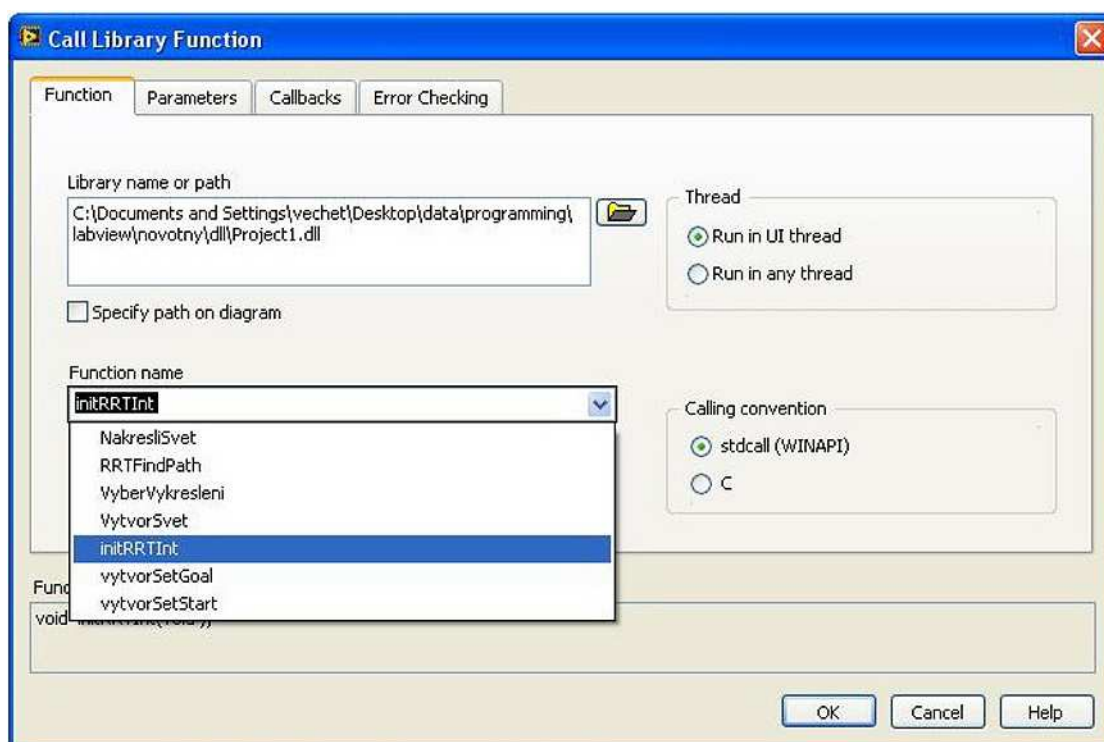 Call Library Function
Function
Parameters
Callbacks
Error Checking
Library name or path
C:\Documents and Settings\vechet\Desktop\data\programming\
labview\novotny\dll\Project1.dll
Specify path on diagram
Thread
Run in UI thread
Run in any thread
Function name
initRRTInt
NakresliSvet
RRTFindPath
VyberVykresleni
VytvorSvet
initRRTInt
vytvorSetGoal
vytvorSetStart
Calling convention
stdcall (WINAPI)
C
void
OK
Cancel
Help